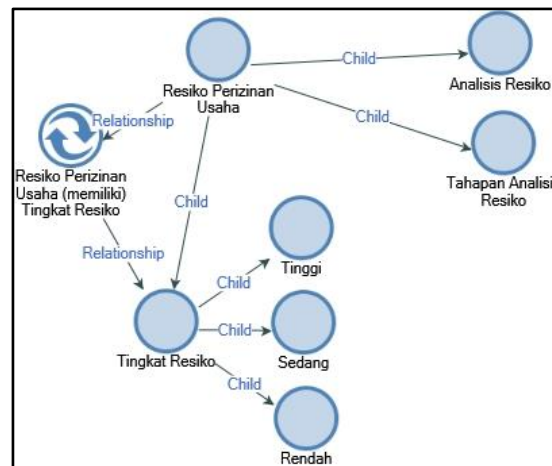 Child
Resiko Perizinan
Usaha
Analisis Resiko
Relationship
Child
Resiko Perizinan
Usaha (memiliki)
Tingkat Resiko
Tahapan Analisi
Resiko
Child
Relationship
Child
Tinggi
Child
Tingkat Resiko
Sedang
Child
Rendah